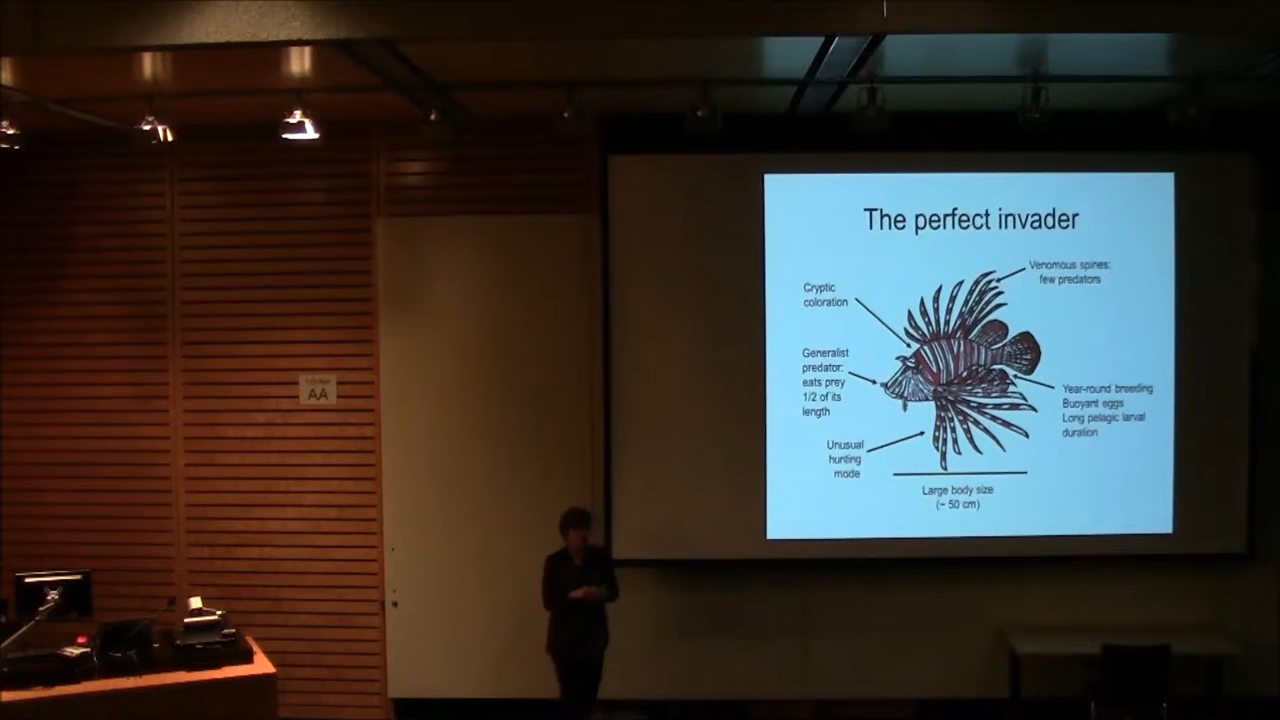 The perfect invader
Venomous spines:
few predators
Cryptic
coloration
Generalist
predator:
eats prey
1/2 of its
length
Year-round breeding
Buoyant eggs
Long pelagic larval
duration
Unusual
hunting
mode
Large body size
(~ 50 cm)
AA